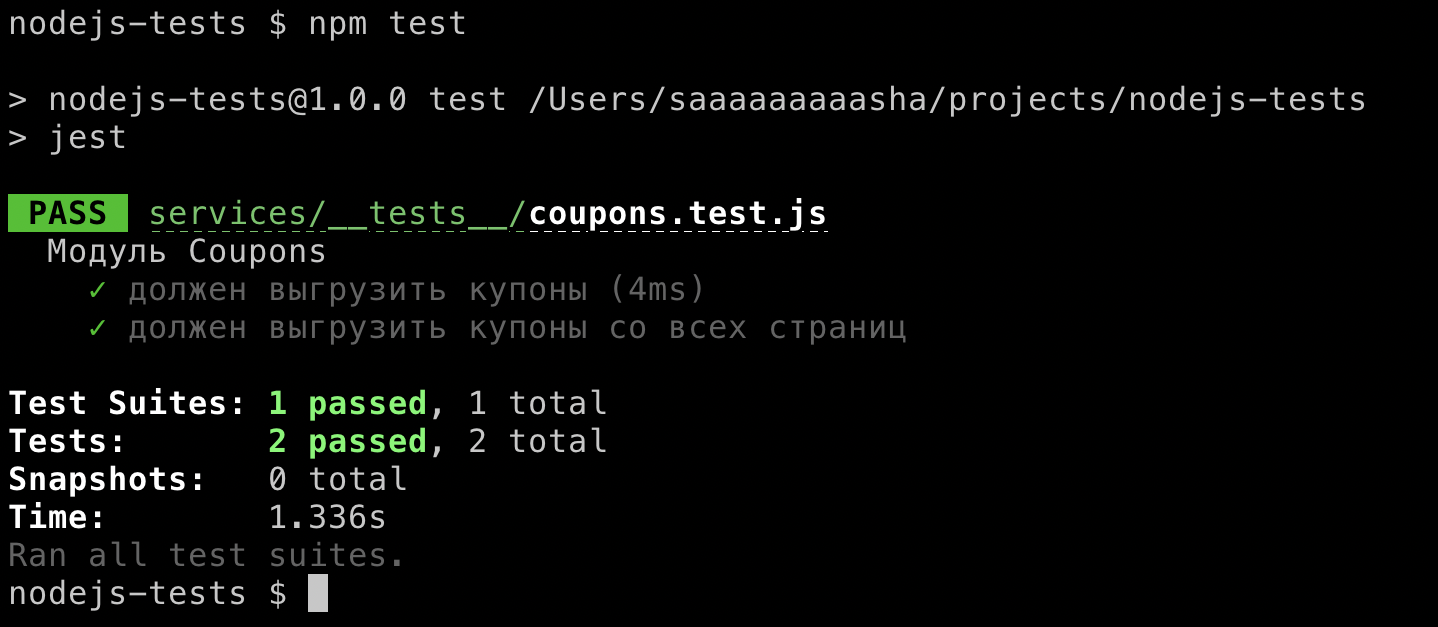 nodejs-tests $ npm test
> nodejs-tests@1.0.0 test /Users/saaaaaaaaasha/projects/nodejs-tests
> jest
PASS services/__tests__/coupons.test.js
Модуль Coupons
✓ должен выгрузить купоны (4ms)
✓ должен выгрузить купоны со всех страниц
Test Suites: 1 passed, 1 total
Tests: 2 passed, 2 total
Snapshots: 0 total
Time: 1.336s
Ran all test suites.
nodejs-tests $